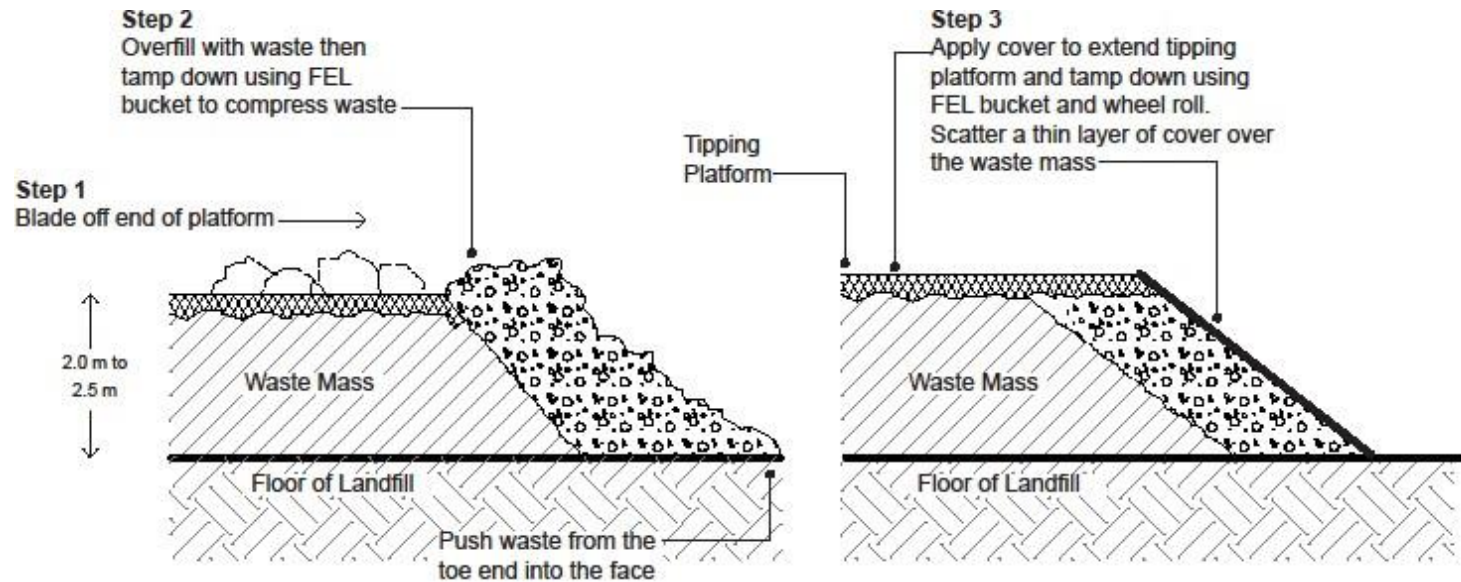 Step 2
Overfill with waste then
tamp down using FEL
bucket to compress waste
Step 3
Apply cover to extend tipping
platform and tamp down using
FEL bucket and wheel roll.
Scatter a thin layer of cover over
the waste mass
Tipping
Platform
Step 1
Blade off end of platform
2.0 m to
2.5 m
Waste Mass
Waste Mass
Floor of Landfill
Floor of Landfill
Push waste from the
toe end into the face